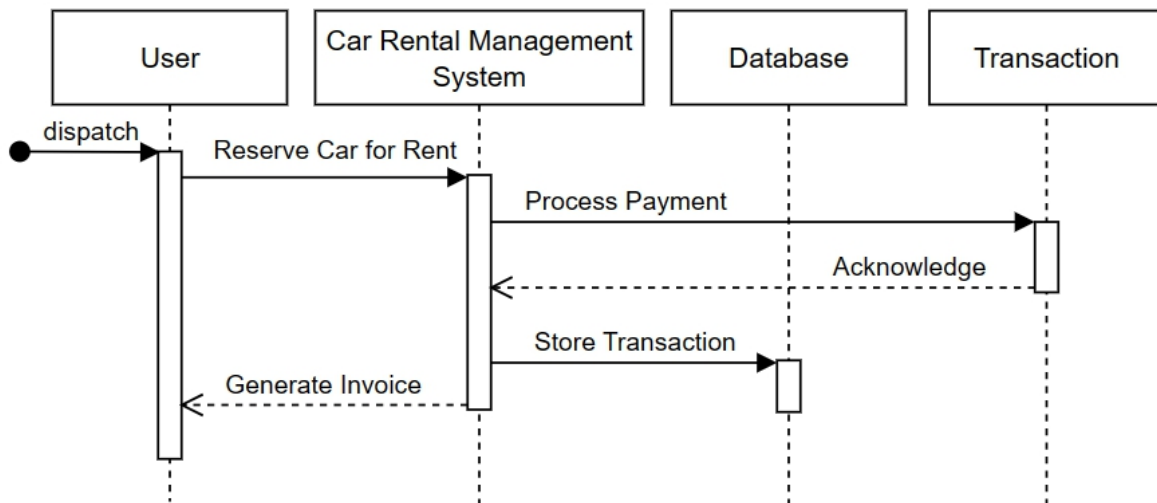 User
Car Rental Management
System
Database
Transaction
dispatch
Reserve Car for Rent
Process Payment
Acknowledge
Store Transaction
Generate Invoice